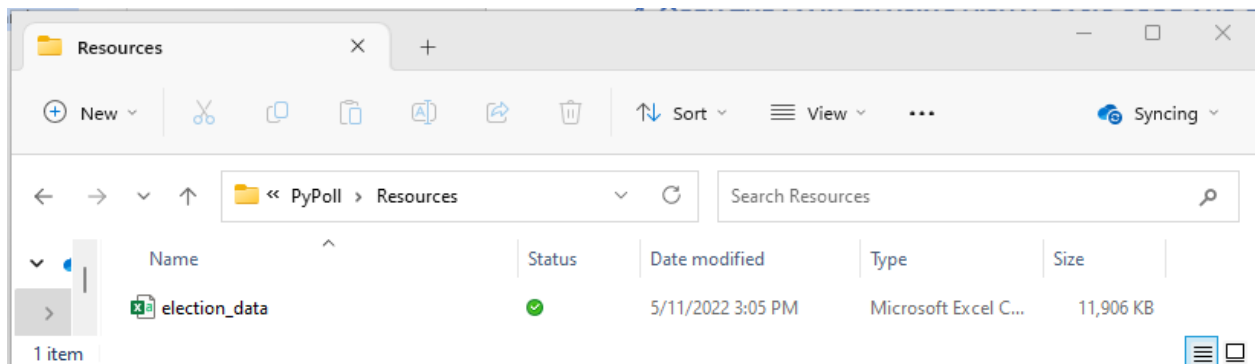 Resources
New
Sort
View
Syncing
« PyPoll > Resources
Search Resources
Name Status Date modified Type Size
election_data 5/11/2022 3:05 PM Microsoft Excel C... 11,906 KB
1 item